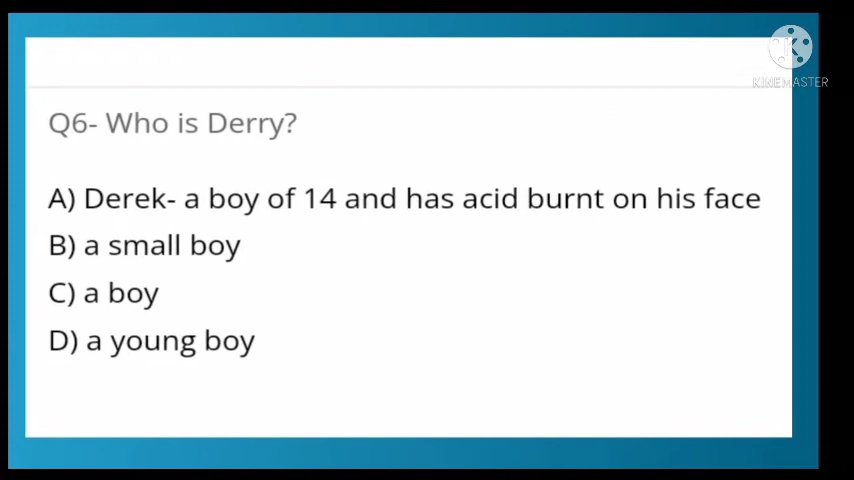 KINEMASTER
Q6- Who is Derry?
A) Derek- a boy of 14 and has acid burnt on his face
B) a small boy
C) a boy
D) a young boy